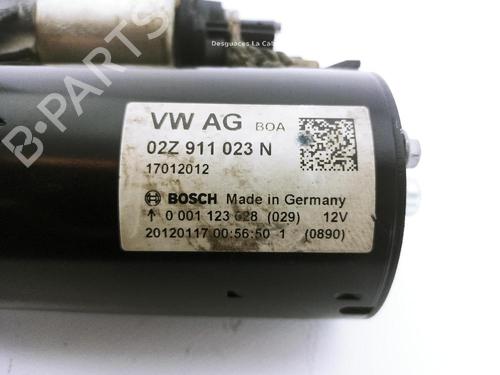 Desguaces La Cab
B-PARTS
VW AG BOA
02Z 911 023 N
17012012
BOSCH Made in Germany
↑ 0 001 123 028 (029) 12V
20120117 00:56:50 1 (0890)